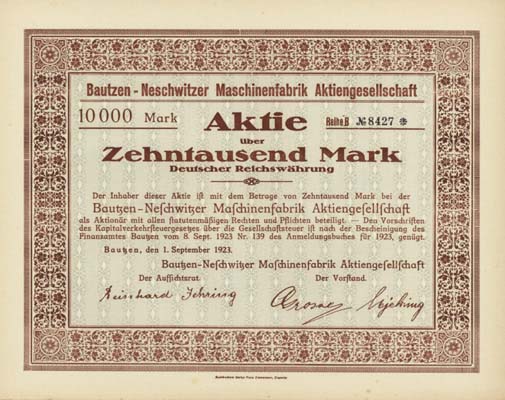 Bautzen - Neschwitzer Maschinenfabrik Aktiengesellschaft
10000 Mark Aktie Reihe B № 8427 *
über
Zehntausend Mark
Deutscher Reichswährung
Der Inhaber dieser Aktie ist mit dem Betrage von Zehntausend Mark bei der
Bautzen-Neschwitzer Maschinenfabrik Aktiengesellschaft
als Aktionär mit allen statutenmäßigen Rechten und Pflichten beteiligt. — Den Vorschriften
des Kapitalverkehrsteuergesetzes über die Gesellschaftsteuer ist nach der Bescheinigung des
Finanzamtes Bautzen vom 8. Sept. 1923 Nr. 139 des Anmeldungsbuches für 1923, genügt.
Bautzen, den 1. September 1923.
Bautzen-Neschwitzer Maschinenfabrik Aktiengesellschaft
Der Aufsichtsrat. Der Vorstand.
Reinhard